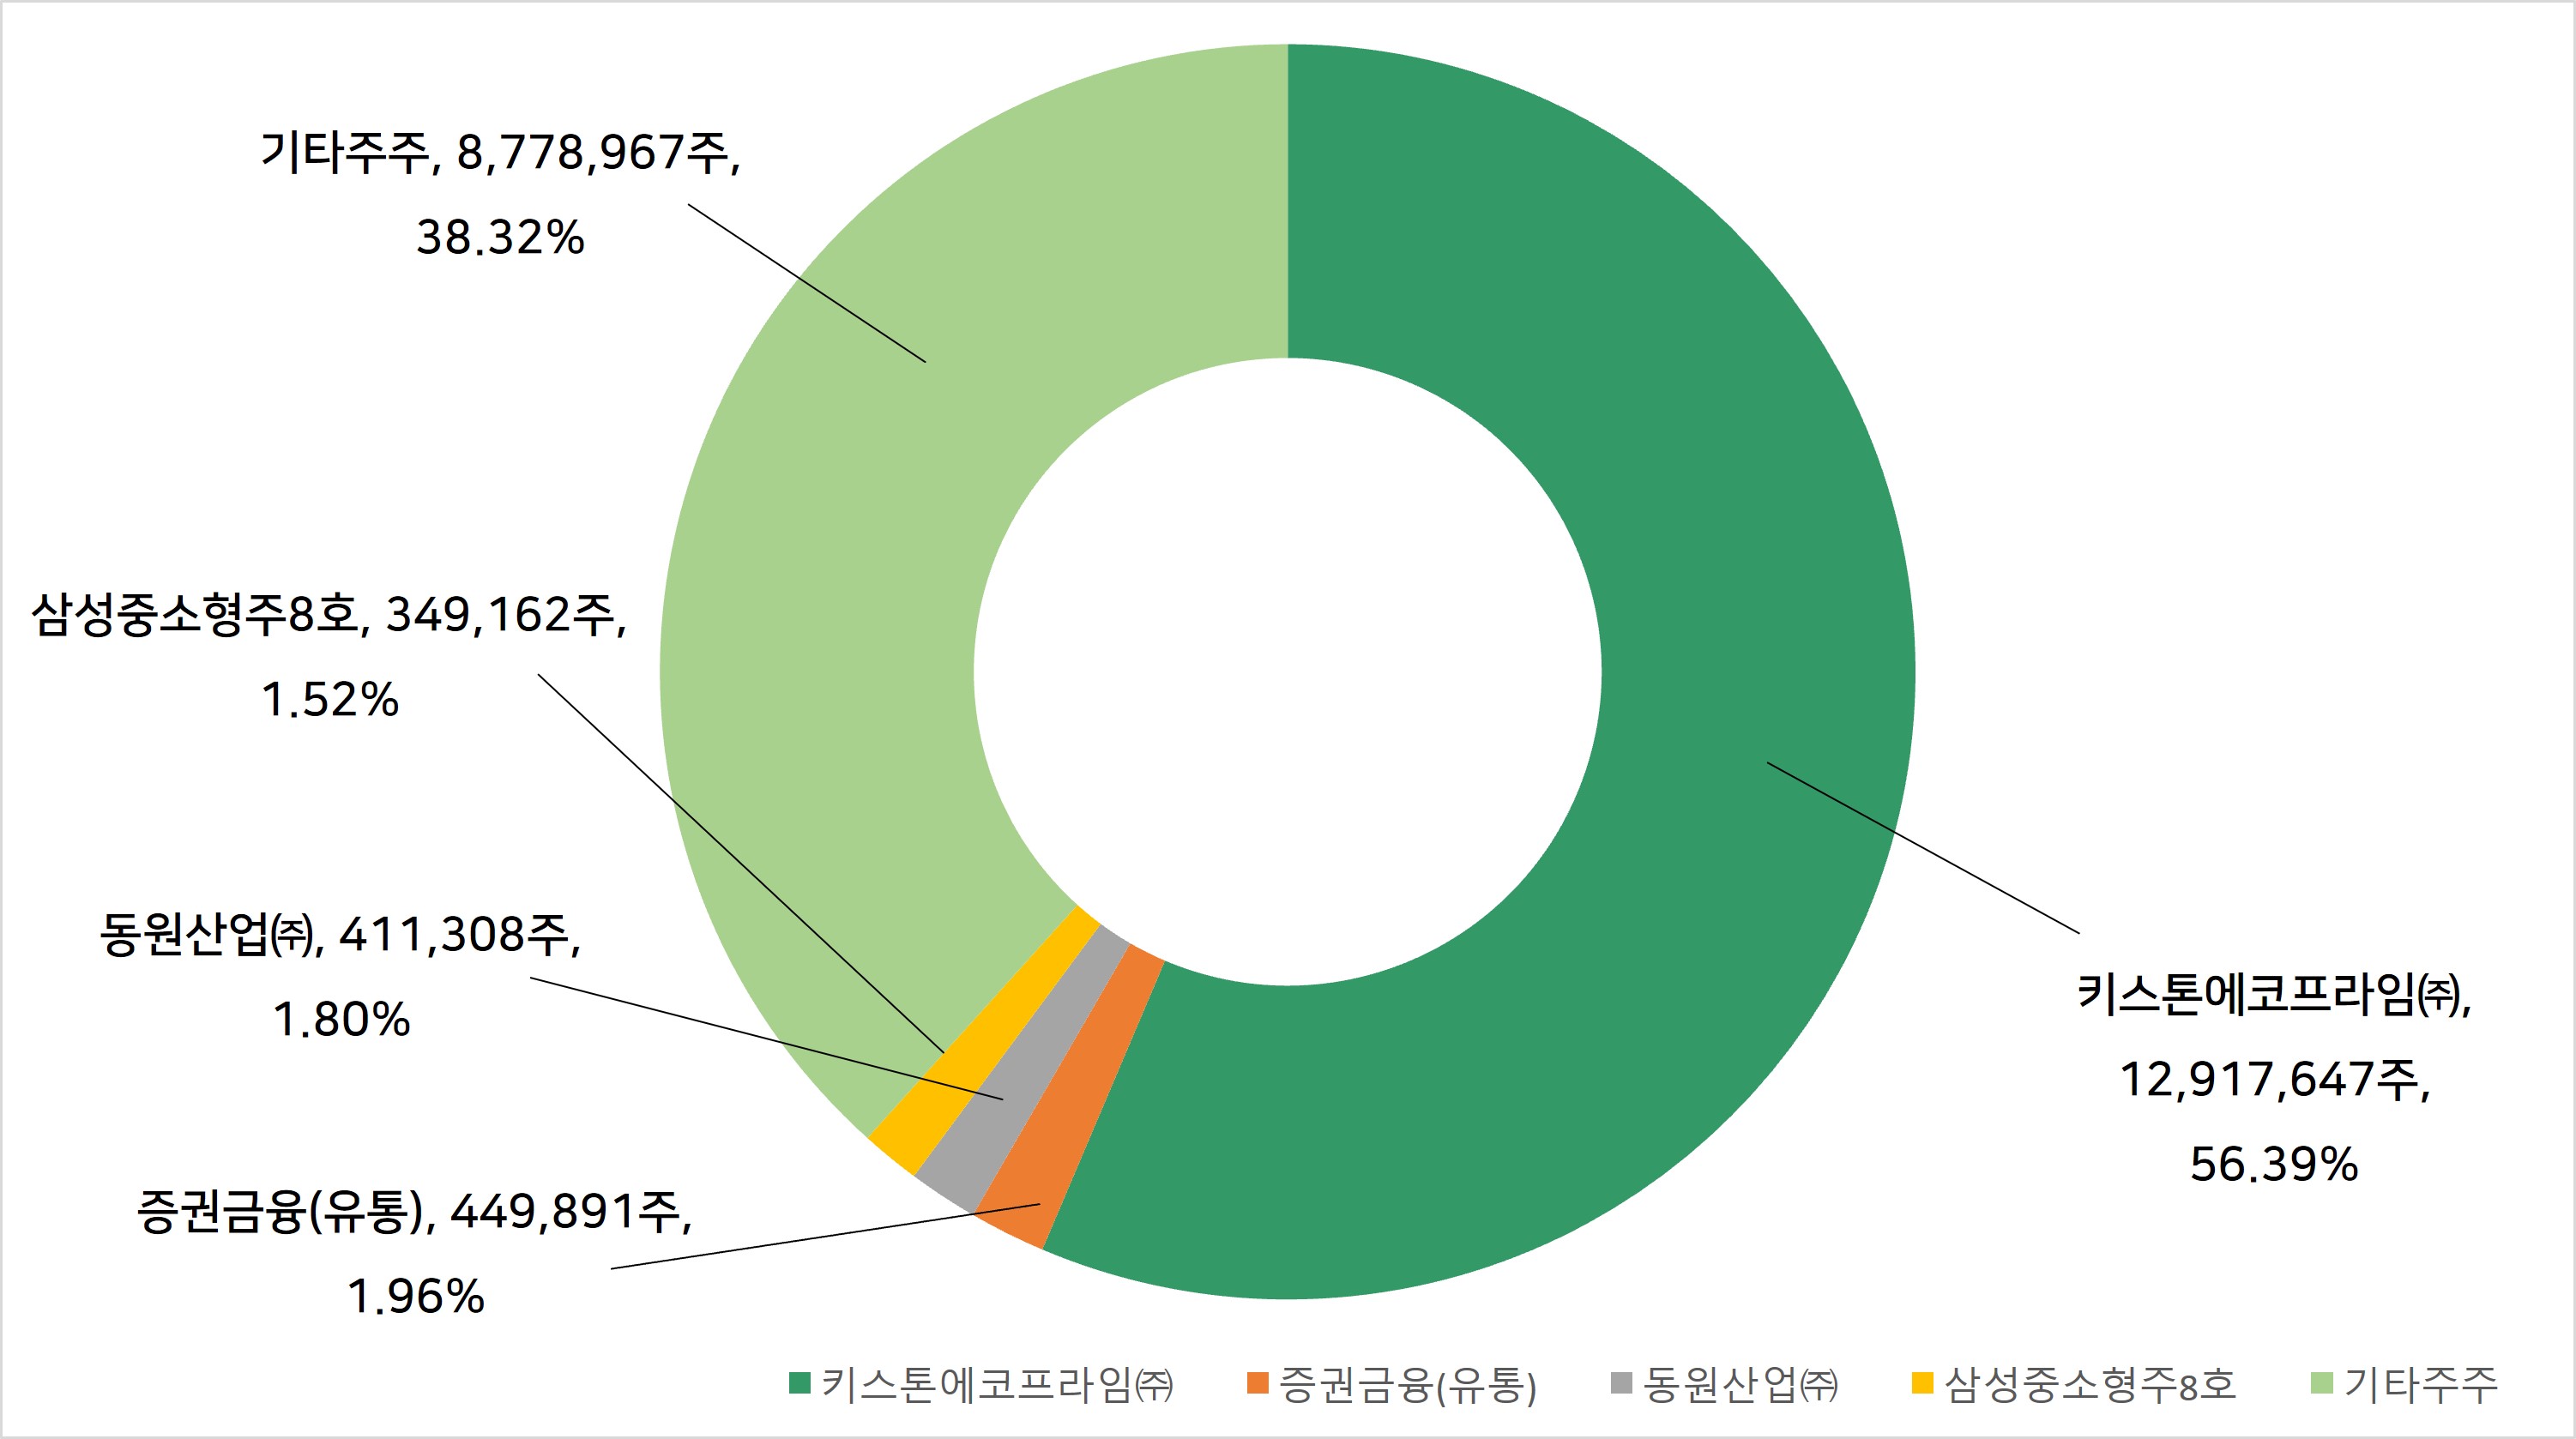 기타주주, 8,778,967주,
38.32%
삼성중소형주8호, 349,162주,
1.52%
동원산업㈜, 411,308주,
1.80%
증권금융(유통), 449,891주,
1.96%
키스톤에코프라임㈜,
12,917,647주,
56.39%
키스톤에코프라임㈜ 증권금융(유통) 동원산업㈜ 삼성중소형주8호 기타주주